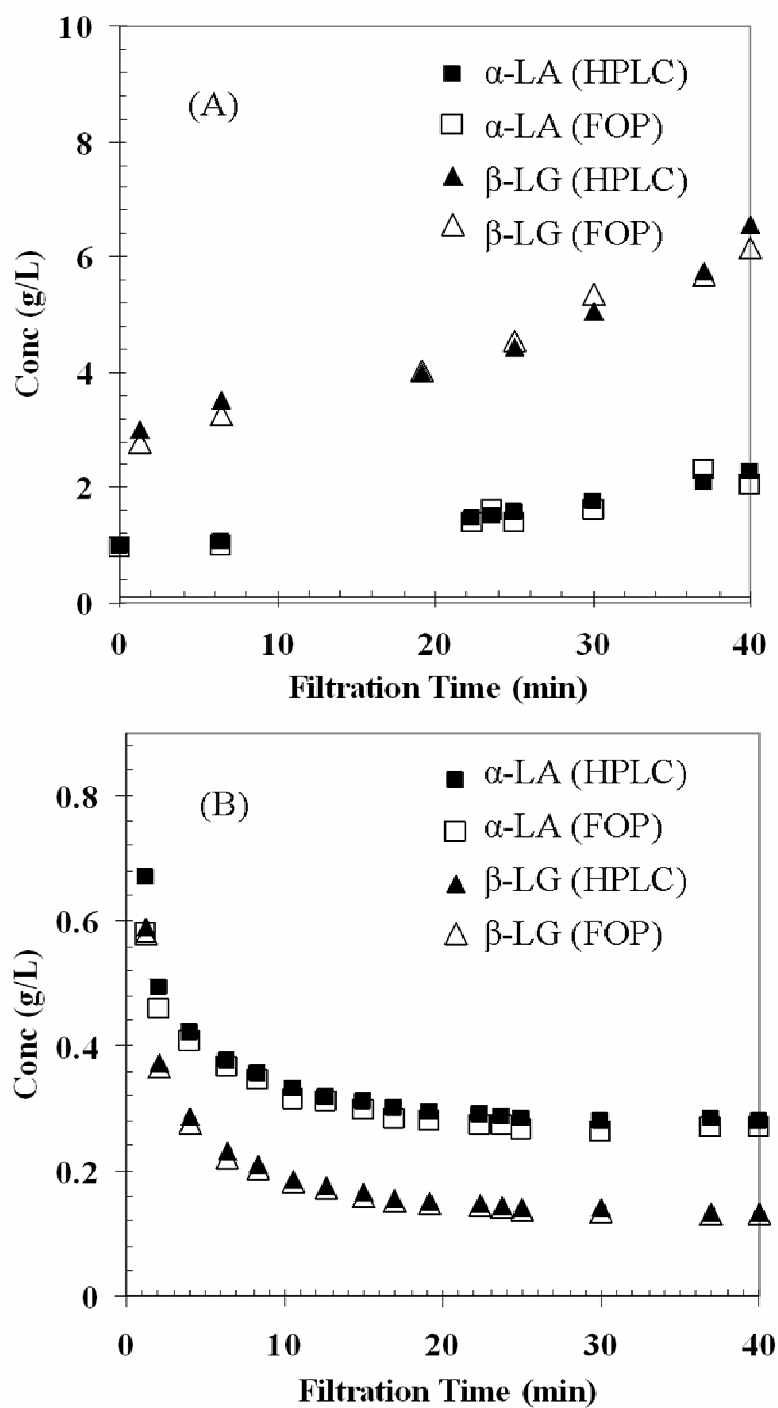 10
8
6
4
2
0
Conc (g/L)
(A)
■ α-LA (HPLC)
□ α-LA (FOP)
▲ β-LG (HPLC)
△ β-LG (FOP)
0 10 20 30 40
Filtration Time (min)
0.8
0.6
0.4
0.2
0
Conc (g/L)
(B)
■ α-LA (HPLC)
□ α-LA (FOP)
▲ β-LG (HPLC)
△ β-LG (FOP)
0 10 20 30 40
Filtration Time (min)